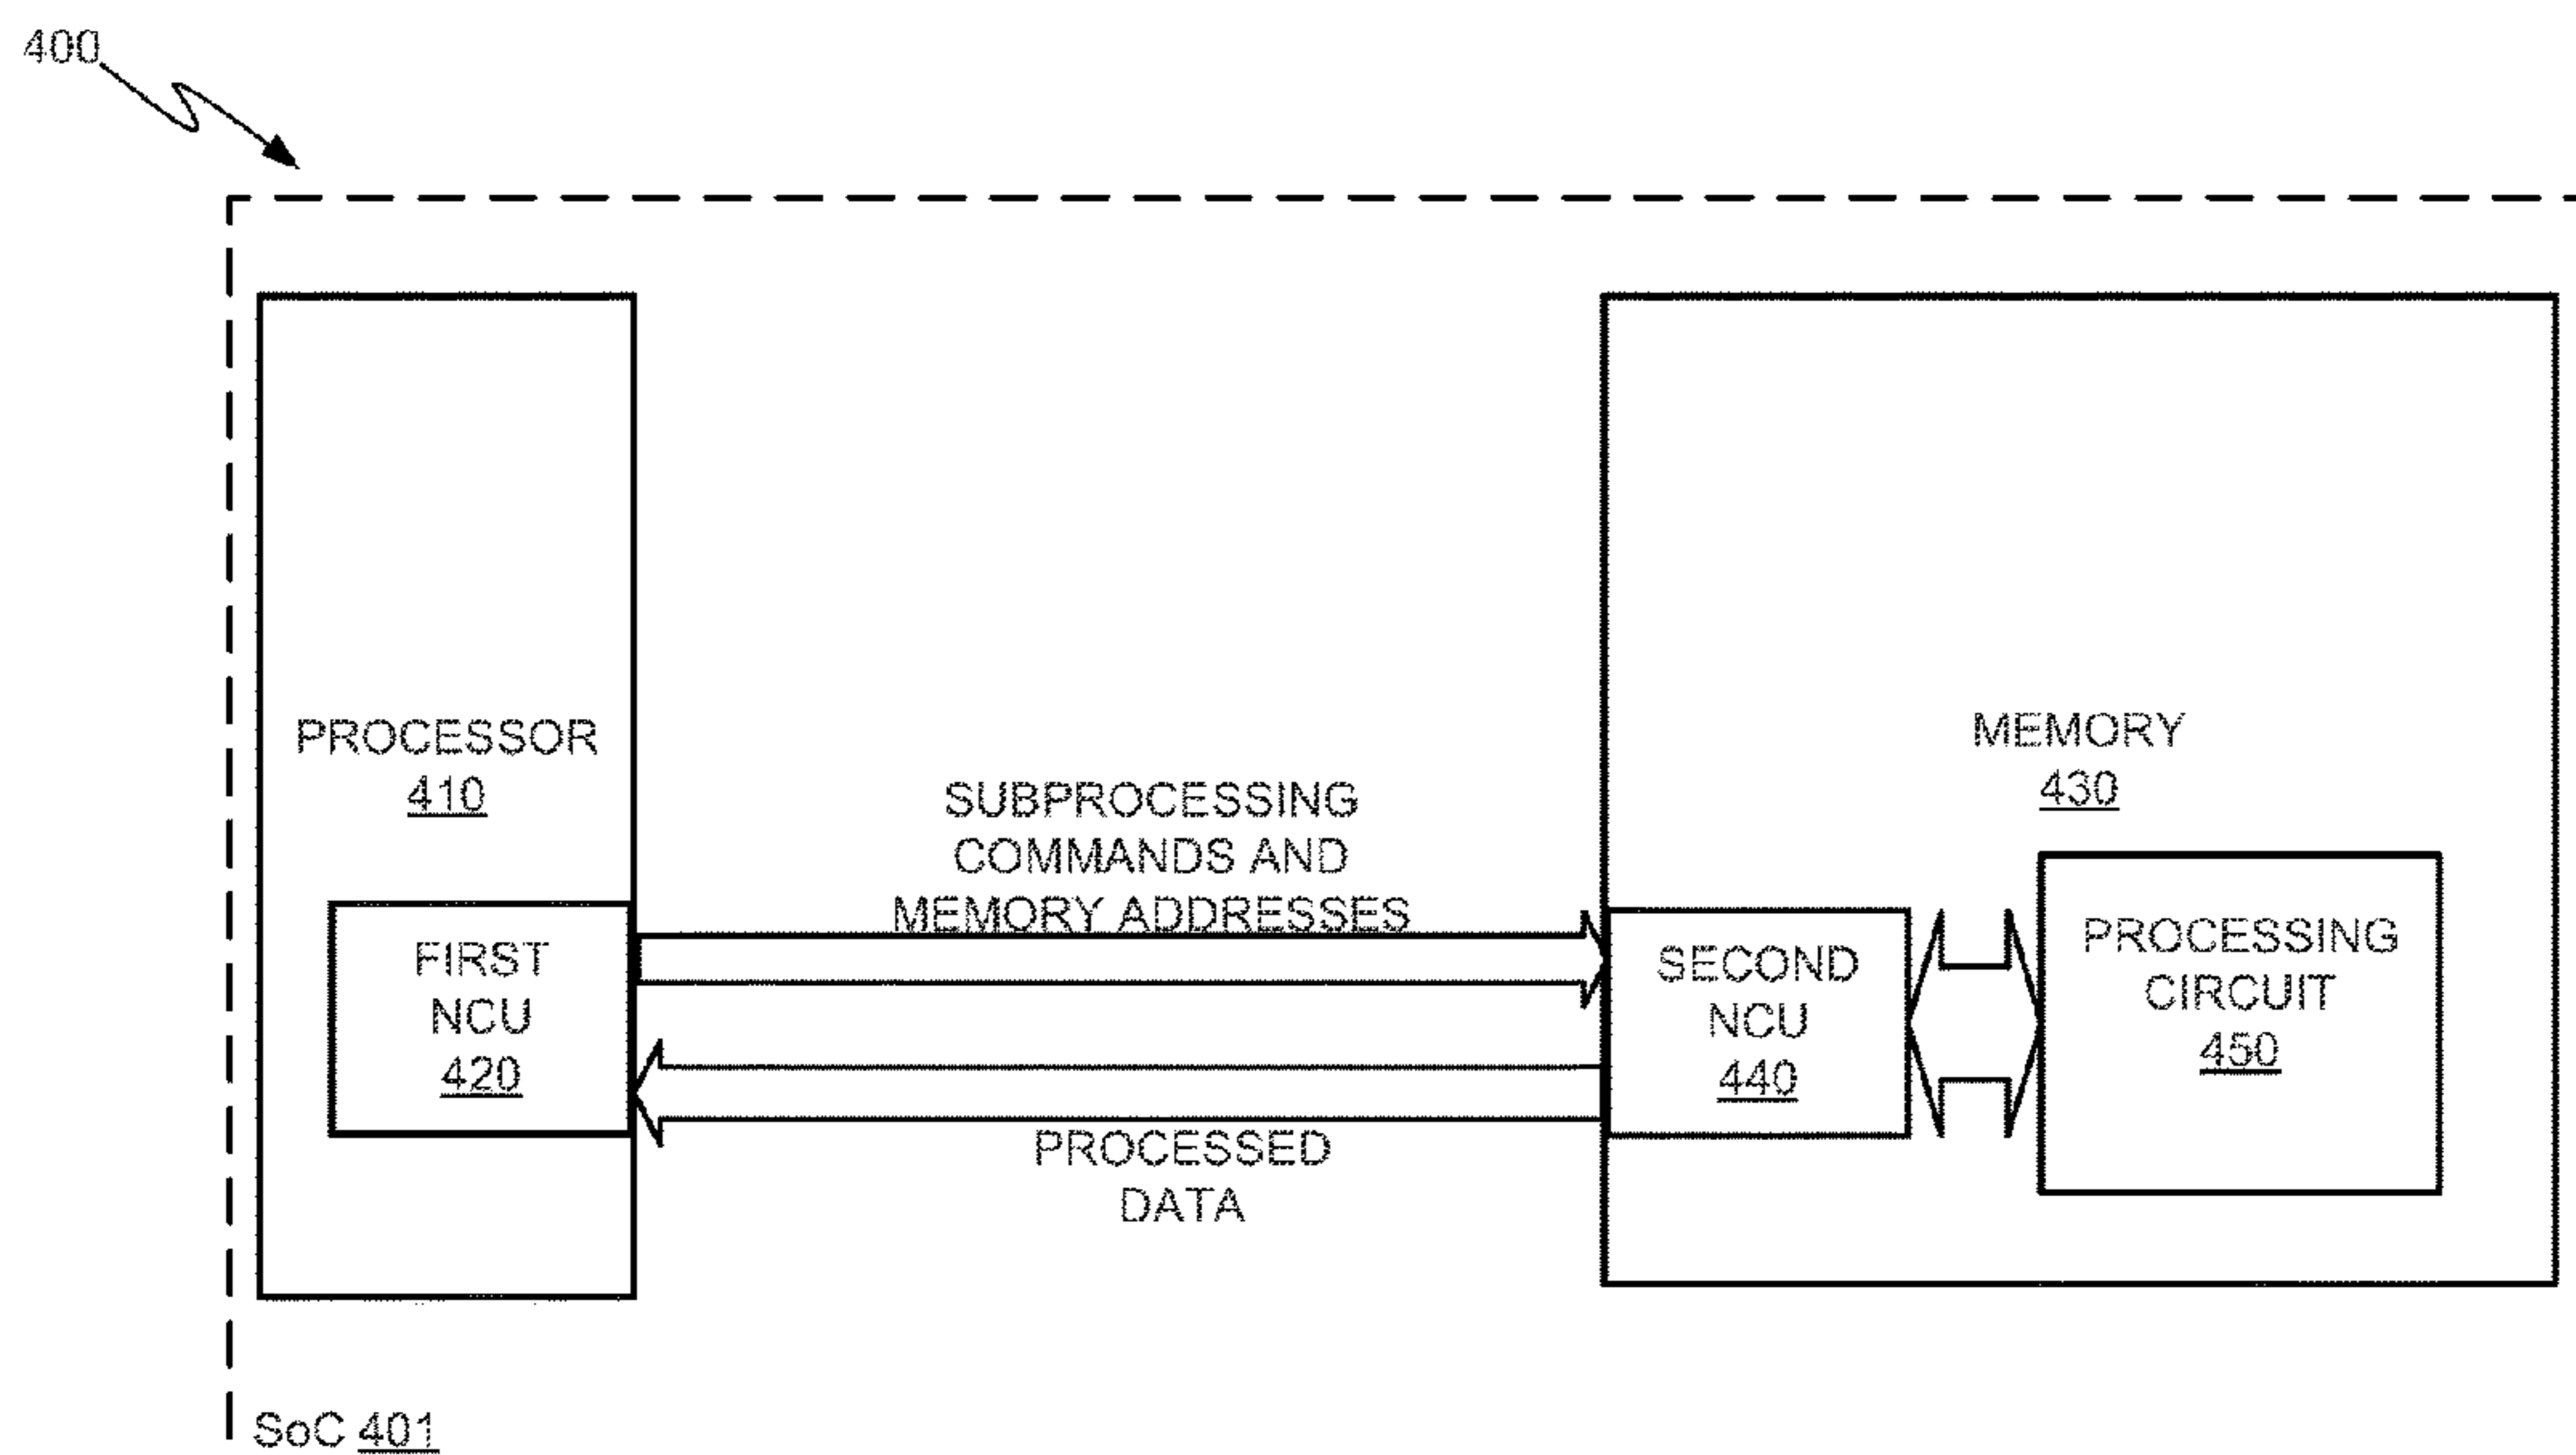 400
PROCESSOR
410
MEMORY
430
SUBPROCESSING
COMMANDS AND
MEMORY ADDRESSES
FIRST
NCU
420
SECOND
NCU
440
PROCESSING
CIRCUIT
450
PROCESSED
DATA
SoC 401